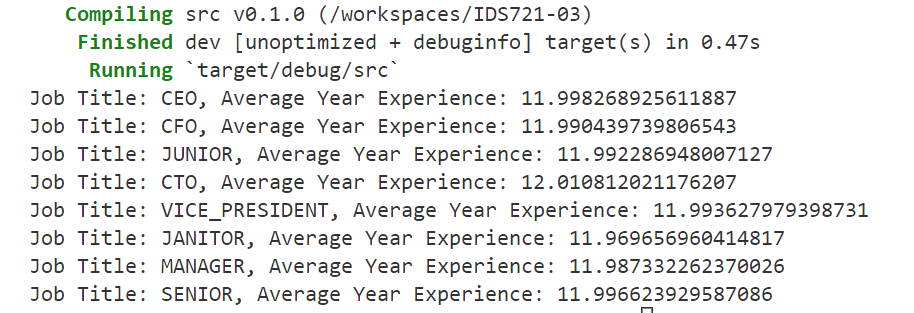 Compiling src v0.1.0 (/workspaces/IDS721-03)
Finished dev [unoptimized + debuginfo] target(s) in 0.47s
Running `target/debug/src`
Job Title: CEO, Average Year Experience: 11.998268925611887
Job Title: CFO, Average Year Experience: 11.990439739806543
Job Title: JUNIOR, Average Year Experience: 11.992286948007127
Job Title: CTO, Average Year Experience: 12.010812021176207
Job Title: VICE_PRESIDENT, Average Year Experience: 11.993627979398731
Job Title: JANITOR, Average Year Experience: 11.969656960414817
Job Title: MANAGER, Average Year Experience: 11.987332262370026
Job Title: SENIOR, Average Year Experience: 11.996623929587086